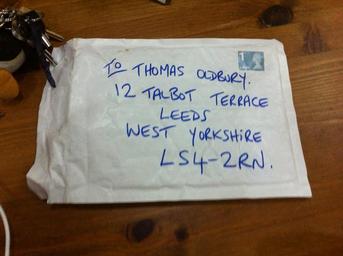 TO THOMAS OLDBURY.
12 TALBOT TERRACE
LEEDS
WEST YORKSHIRE
LS4-2RN.